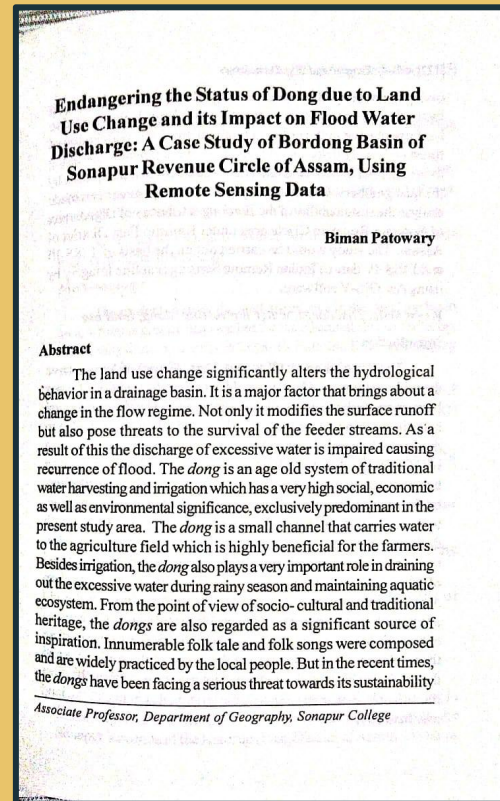 Endangering the Status of Dong due to Land
Use Change and its Impact on Flood Water
Discharge: A Case Study of Bordong Basin of
Sonapur Revenue Circle of Assam, Using
Remote Sensing Data
Biman Patowary
Abstract
The land use change significantly alters the hydrological
behavior in a drainage basin. It is a major factor that brings about a
change in the flow regime. Not only it modifies the surface runoff
but also pose threats to the survival of the feeder streams. As a
result of this the discharge of excessive water is impaired causing
recurrence of flood. The dong is an age old system of traditional
water harvesting and irrigation which has a very high social, economic
as well as environmental significance, exclusively predominant in the
present study area. The dong is a small channel that carries water
to the agriculture field which is highly beneficial for the farmers.
Besides irrigation, the dong also plays a very important role in draining
out the excessive water during rainy season and maintaining aquatic
ecosystem. From the point of view of socio- cultural and traditional
heritage, the dongs are also regarded as a significant source of
inspiration. Innumerable folk tale and folk songs were composed
and are widely practiced by the local people. But in the recent times,
the dongs have been facing a serious threat towards its sustainability
Associate Professor, Department of Geography, Sonapur College